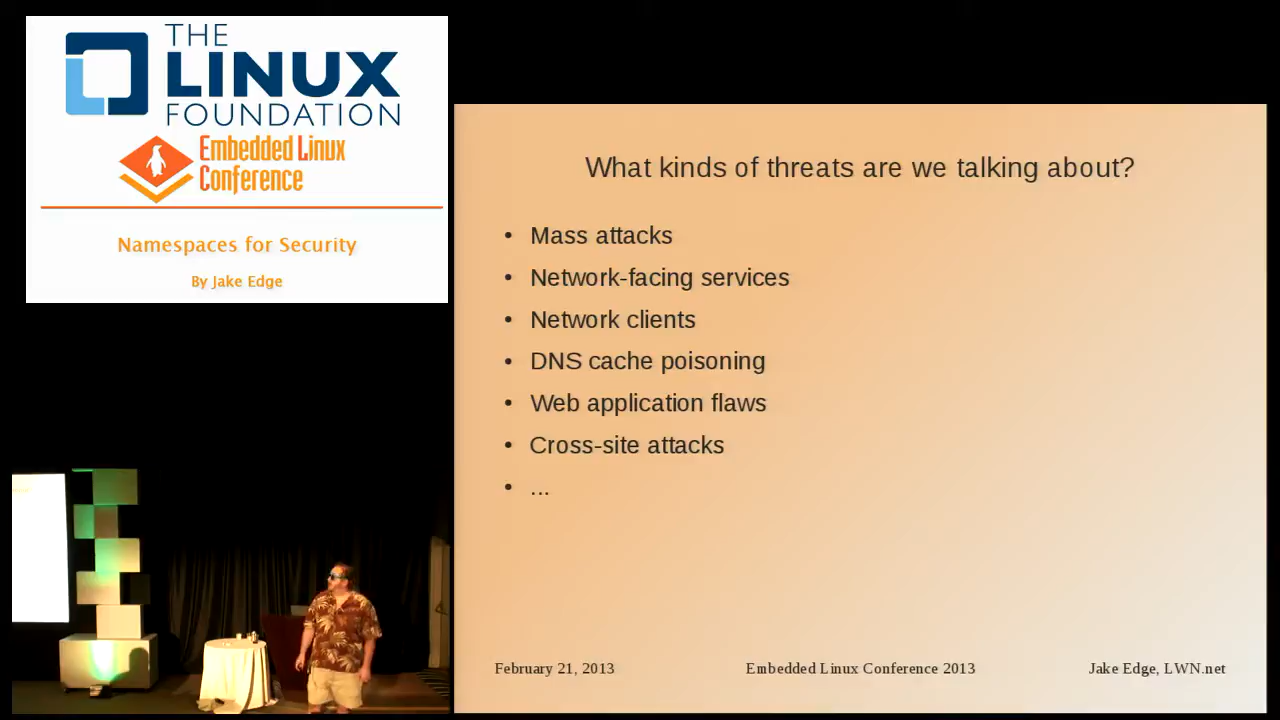 THE
LINUX
FOUNDATION
Embedded Linux
Conference
Namespaces for Security
By Jake Edge
What kinds of threats are we talking about?
• Mass attacks
• Network-facing services
• Network clients
• DNS cache poisoning
• Web application flaws
• Cross-site attacks
• ...
February 21, 2013
Embedded Linux Conference 2013
Jake Edge, LWN.net